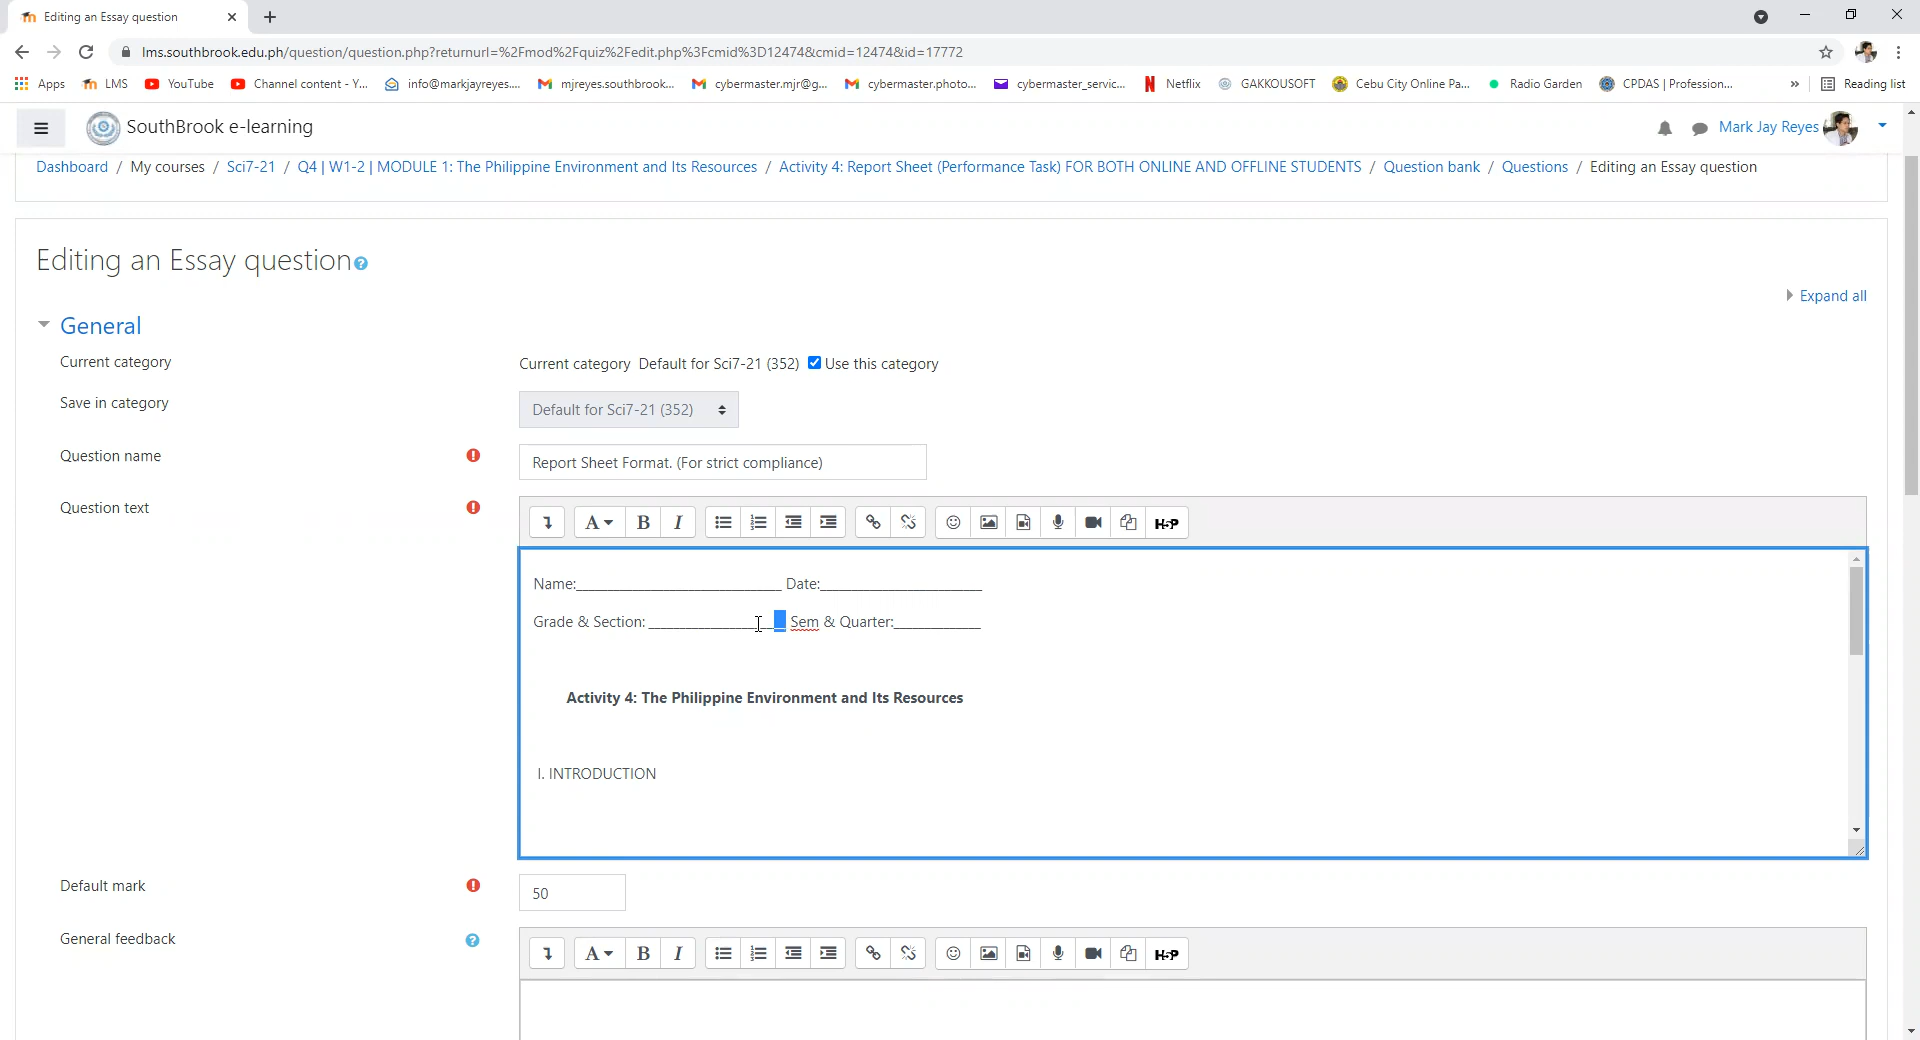 Editing an Essay question
lms.southbrook.edu.ph/question/question.php?returnurl=%2Fmod%2Fquiz%2Fedit.php%3Fcmid%3D12474&cmid=12474&id=17772
Apps LMS YouTube Channel content - Y... info@markjayreyes.... mjreyes.southbrook... cybermaster.mjr@g... cybermaster.photo... cybermaster_servic... Netflix GAKKOUSOFT Cebu City Online Pa... Radio Garden CPDAS | Profession... » Reading list
SouthBrook e-learning Mark Jay Reyes
Dashboard / My courses / Sci7-21 / Q4 | W1-2 | MODULE 1: The Philippine Environment and Its Resources / Activity 4: Report Sheet (Performance Task) FOR BOTH ONLINE AND OFFLINE STUDENTS / Question bank / Questions / Editing an Essay question
Editing an Essay question
Expand all
General
Current category Current category Default for Sci7-21 (352) Use this category
Save in category Default for Sci7-21 (352)
Question name Report Sheet Format. (For strict compliance)
Question text
A B I H-P
Name:__________________________ Date:_____________________
Grade & Section: __________________ Sem & Quarter:___________
Activity 4: The Philippine Environment and Its Resources
I. INTRODUCTION
Default mark 50
General feedback
A B I H-P